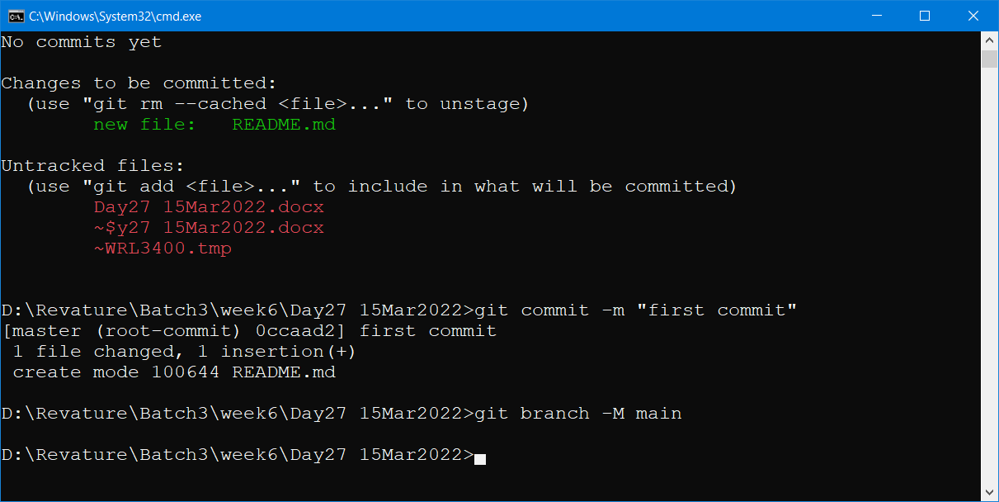 C:\Windows\System32\cmd.exe
No commits yet
Changes to be committed:
  (use "git rm --cached <file>..." to unstage)
        new file:   README.md
Untracked files:
  (use "git add <file>..." to include in what will be committed)
        Day27 15Mar2022.docx
        ~$y27 15Mar2022.docx
        ~WRL3400.tmp
D:\Revature\Batch3\week6\Day27 15Mar2022>git commit -m "first commit"
[master (root-commit) 0ccaad2] first commit
 1 file changed, 1 insertion(+)
 create mode 100644 README.md
D:\Revature\Batch3\week6\Day27 15Mar2022>git branch -M main
D:\Revature\Batch3\week6\Day27 15Mar2022>